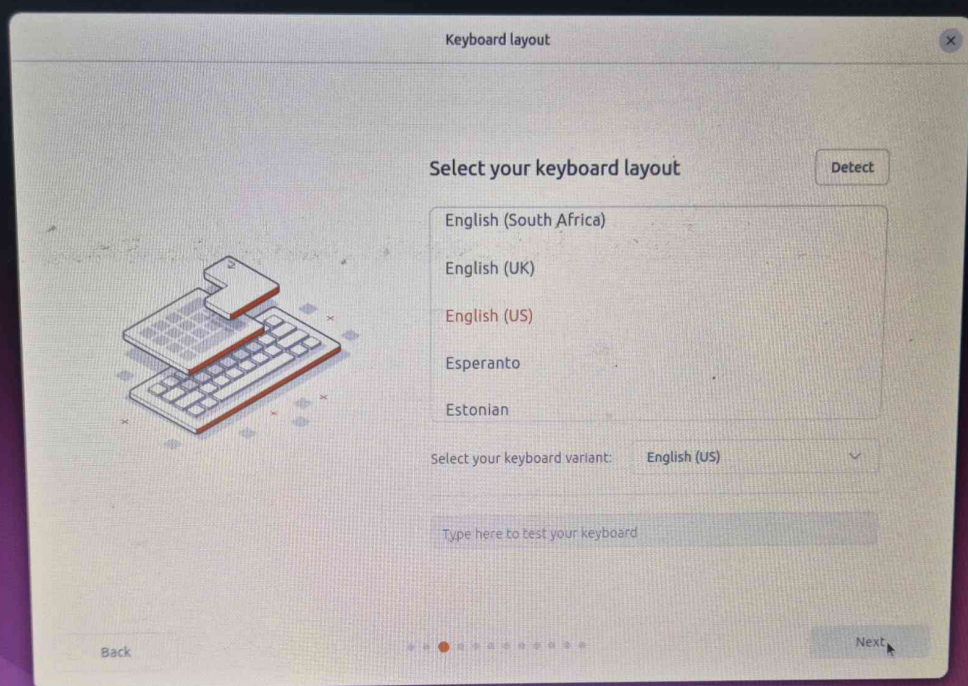 Keyboard layout
Select your keyboard layout
Detect
English (South Africa)
English (UK)
English (US)
Esperanto
Estonian
Select your keyboard variant: English (US)
Type here to test your keyboard
Back
Next